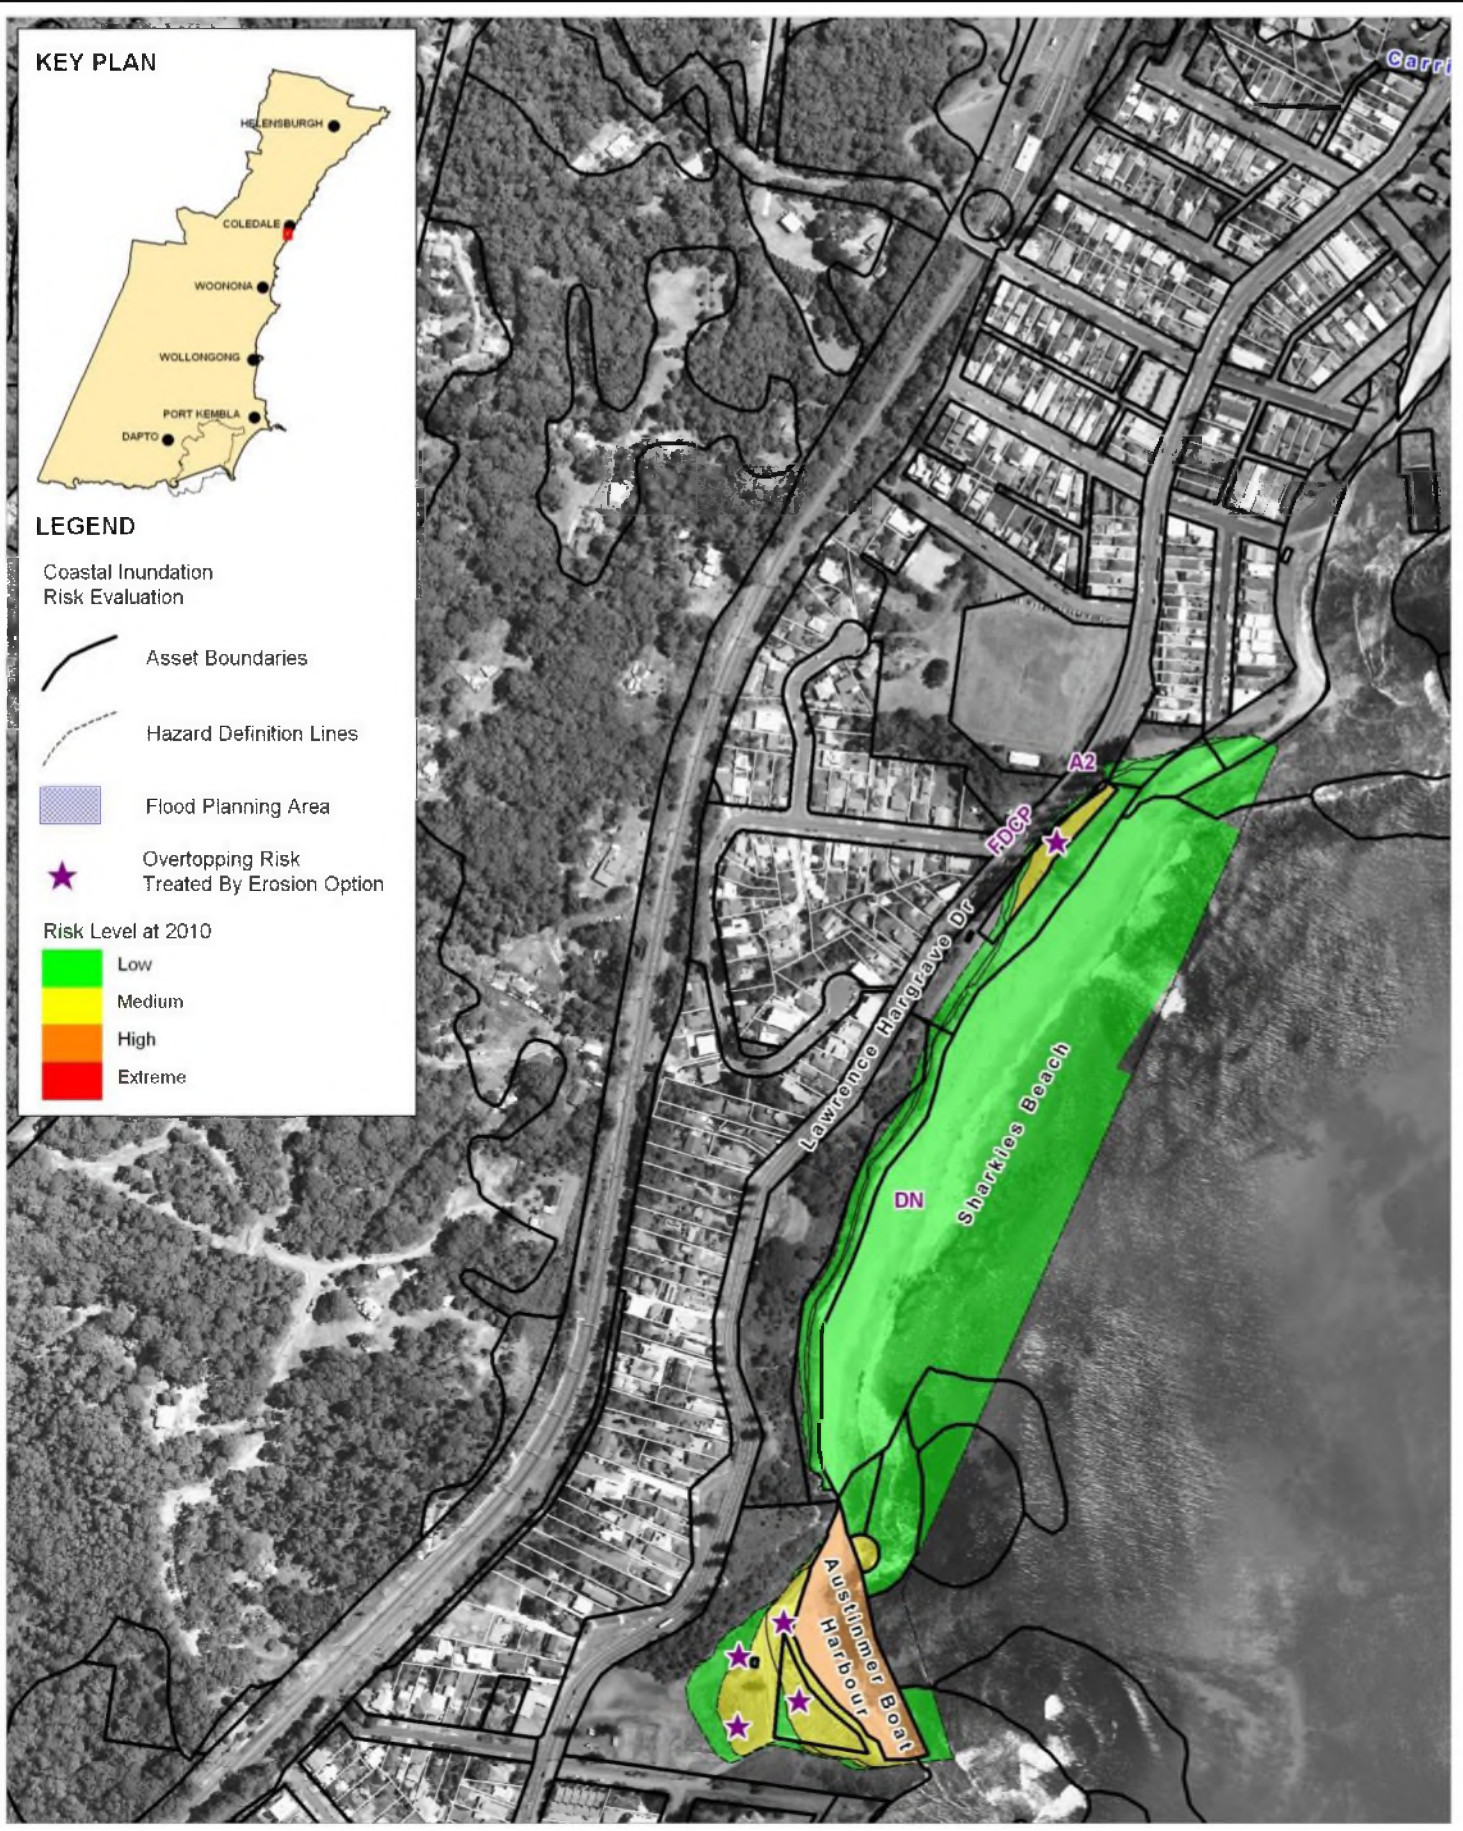 KEY PLAN
HELENSBURGH
COLEDALE
WOONONA
WOLLONGONG
PORT KEMBLA
DAPTO
LEGEND
Coastal Inundation
Risk Evaluation
Asset Boundaries
Hazard Definition Lines
Flood Planning Area
Overtopping Risk
Treated By Erosion Option
Risk Level at 2010
Low
Medium
High
Extreme
Carri
A2
FDCP
Lawrence Hargrave Dr
Sharkies Beach
DN
Austinmer Boat
Harbour